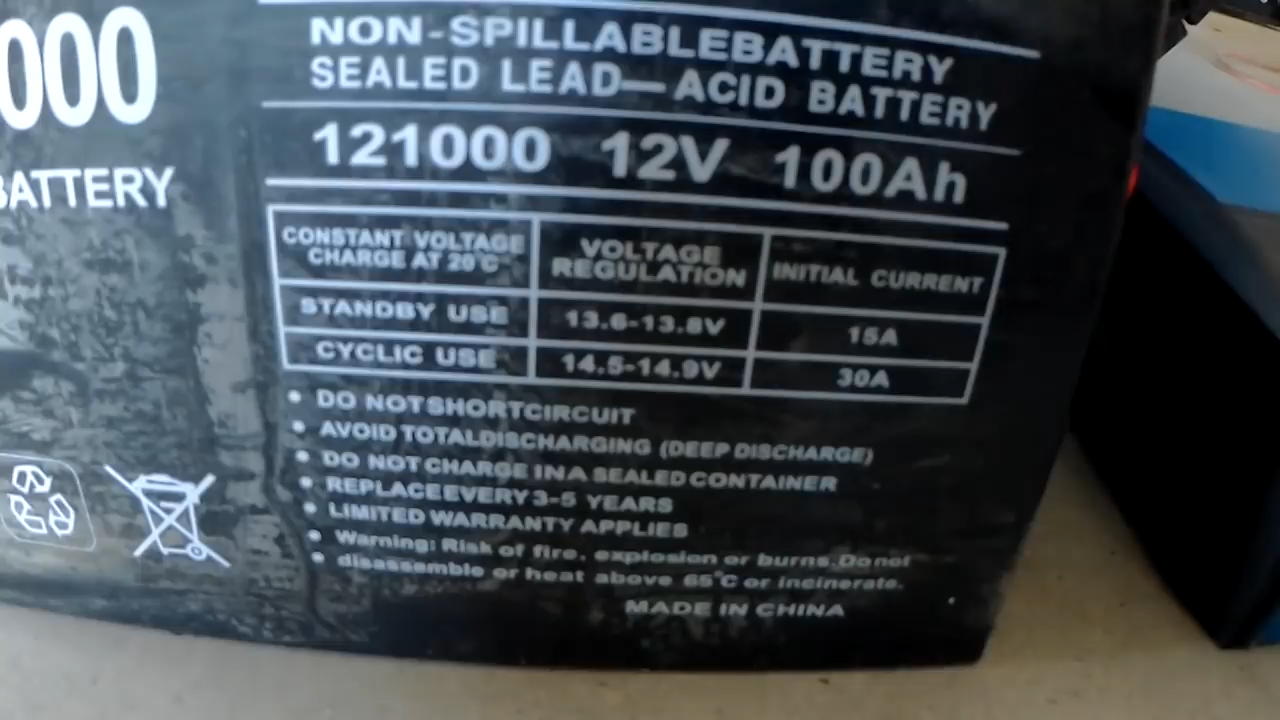 000
BATTERY
NON-SPILLABLEBATTERY
SEALED LEAD—ACID BATTERY
121000 12V 100Ah
CONSTANT VOLTAGE
CHARGE AT 20°C
VOLTAGE
REGULATION
INITIAL CURRENT
STANDBY USE
13.6-13.8V
15A
CYCLIC USE
14.5-14.9V
30A
• DO NOTSHORTCIRCUIT
• AVOID TOTALDISCHARGING (DEEP DISCHARGE)
• DO NOT CHARGE INA SEALED CONTAINER
• REPLACEEVERY 3-5 YEARS
• LIMITED WARRANTY APPLIES
• Warning: Risk of fire, explosion or burns.Do not
• disassemble or heat above 65°C or incinerate.
MADE IN CHINA